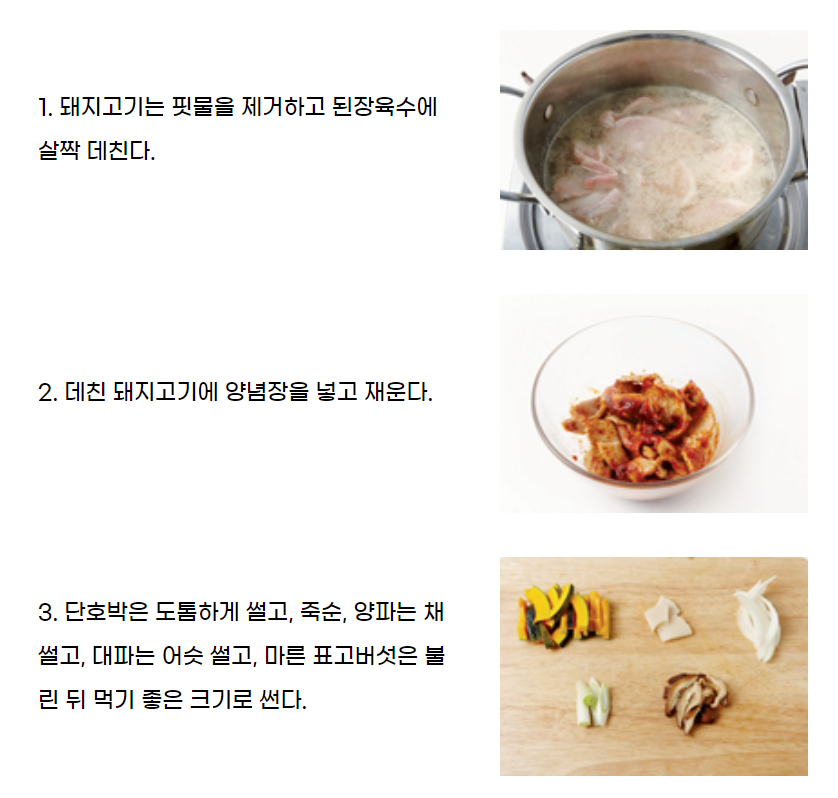 1. 돼지고기는 핏물을 제거하고 된장육수에
살짝 데친다.
2. 데친 돼지고기에 양념장을 넣고 재운다.
3. 단호박은 도톰하게 썰고, 죽순, 양파는 채
썰고, 대파는 어슷 썰고, 마른 표고버섯은 불
린 뒤 먹기 좋은 크기로 썬다.